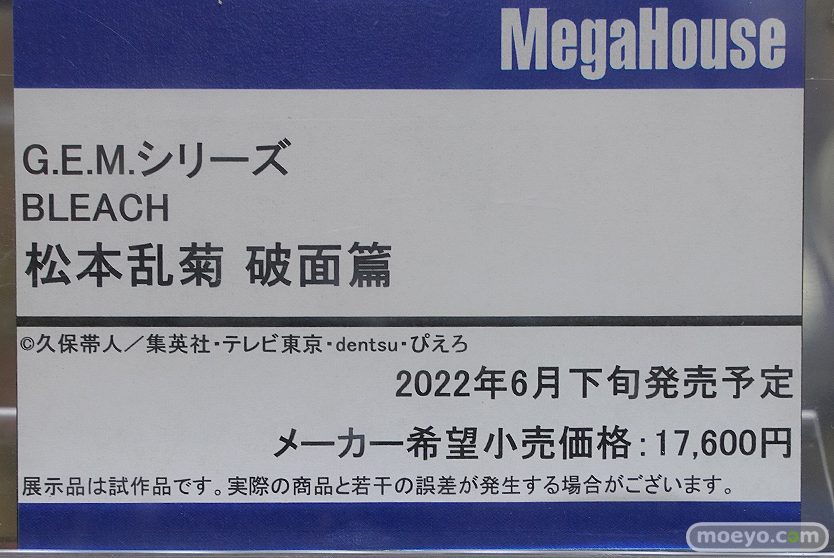 MegaHouse
G.E.M.シリーズ
BLEACH
松本乱菊 破面篇
©久保帯人／集英社・テレビ東京・dentsu・ぴえろ
2022年6月下旬発売予定
メーカー希望小売価格：17,600円
展示品は試作品です。実際の商品と若干の誤差が発生する場合がございます。
moeyo.com